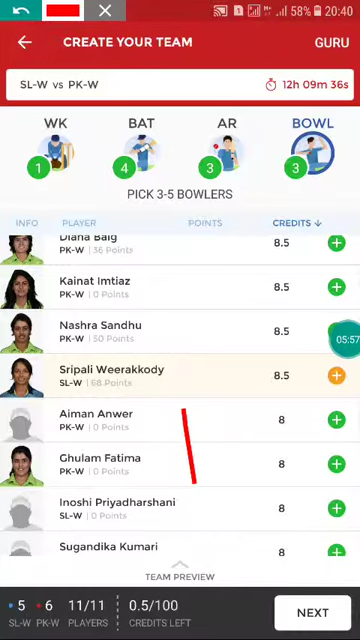 58% 20:40
CREATE YOUR TEAM GURU
SL-W vs PK-W 12h 09m 36s
WK BAT AR BOWL
1 4 3 3
PICK 3-5 BOWLERS
INFO PLAYER POINTS CREDITS ↓
Diana Baig 8.5
PK-W | 36 Points
Kainat Imtiaz 8.5
PK-W | 0 Points
Nashra Sandhu 8.5
PK-W | 50 Points
05:57
Sripali Weerakkody 8.5
SL-W | 68 Points
Aiman Anwer 8
PK-W | 0 Points
Ghulam Fatima 8
PK-W | 0 Points
Inoshi Priyadharshani 8
SL-W | 0 Points
Sugandika Kumari 8
TEAM PREVIEW
5 6 11/11 0.5/100 NEXT
SL-W PK-W PLAYERS CREDITS LEFT